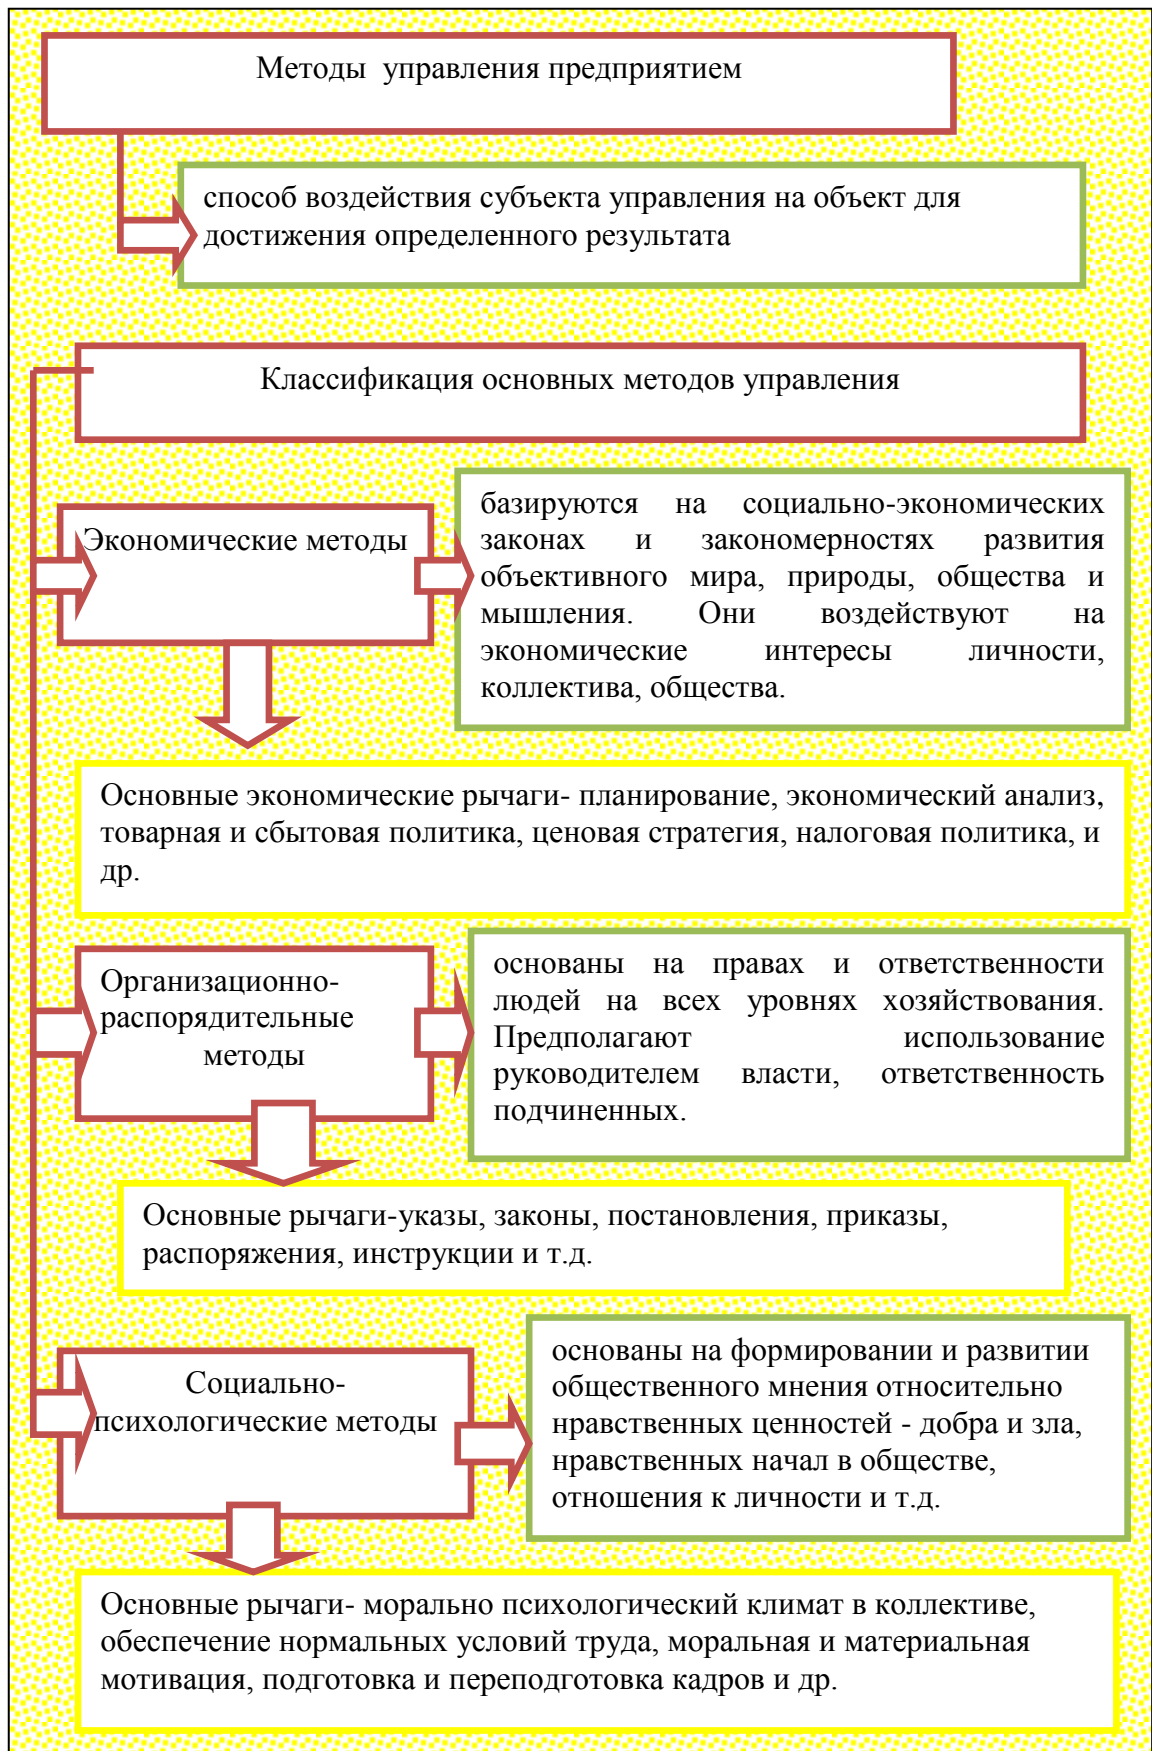 Методы управления предприятием
способ воздействия субъекта управления на объект для
достижения определенного результата
Классификация основных методов управления
Экономические методы
базируются на социально-экономических
законах и закономерностях развития
объективного мира, природы, общества и
мышления. Они воздействуют на
экономические интересы личности,
коллектива, общества.
Основные экономические рычаги- планирование, экономический анализ,
товарная и сбытовая политика, ценовая стратегия, налоговая политика, и
др.
Организационно-
распорядительные
методы
основаны на правах и ответственности
людей на всех уровнях хозяйствования.
Предполагают использование
руководителем власти, ответственность
подчиненных.
Основные рычаги-указы, законы, постановления, приказы,
распоряжения, инструкции и т.д.
Социально-
психологические методы
основаны на формировании и развитии
общественного мнения относительно
нравственных ценностей - добра и зла,
нравственных начал в обществе,
отношения к личности и т.д.
Основные рычаги- морально психологический климат в коллективе,
обеспечение нормальных условий труда, моральная и материальная
мотивация, подготовка и переподготовка кадров и др.